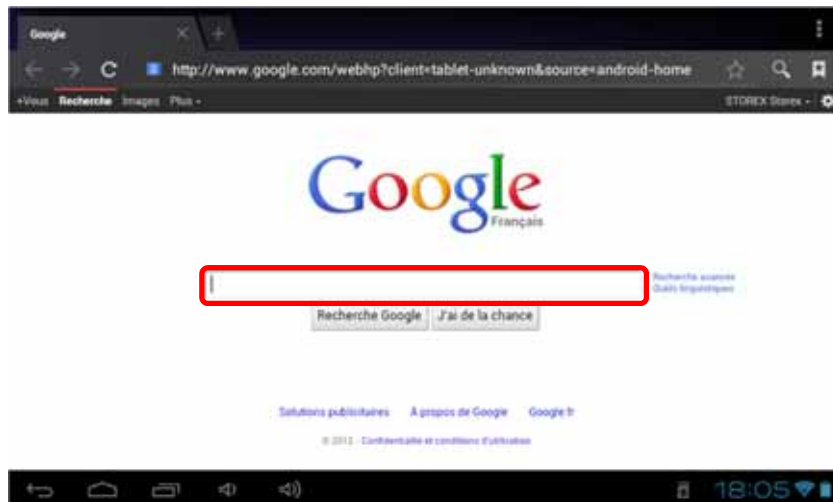 Google
http://www.google.com/webhp?client=tablet-unknown&source=android-home
+Vous Recherche Images Plus
STOREX Storex
Google
Français
Recherche avancée
Outils linguistiques
Recherche Google J'ai de la chance
Solutions publicitaires À propos de Google Google.fr
© 2012 - Confidentialité et conditions d'utilisation
18:05